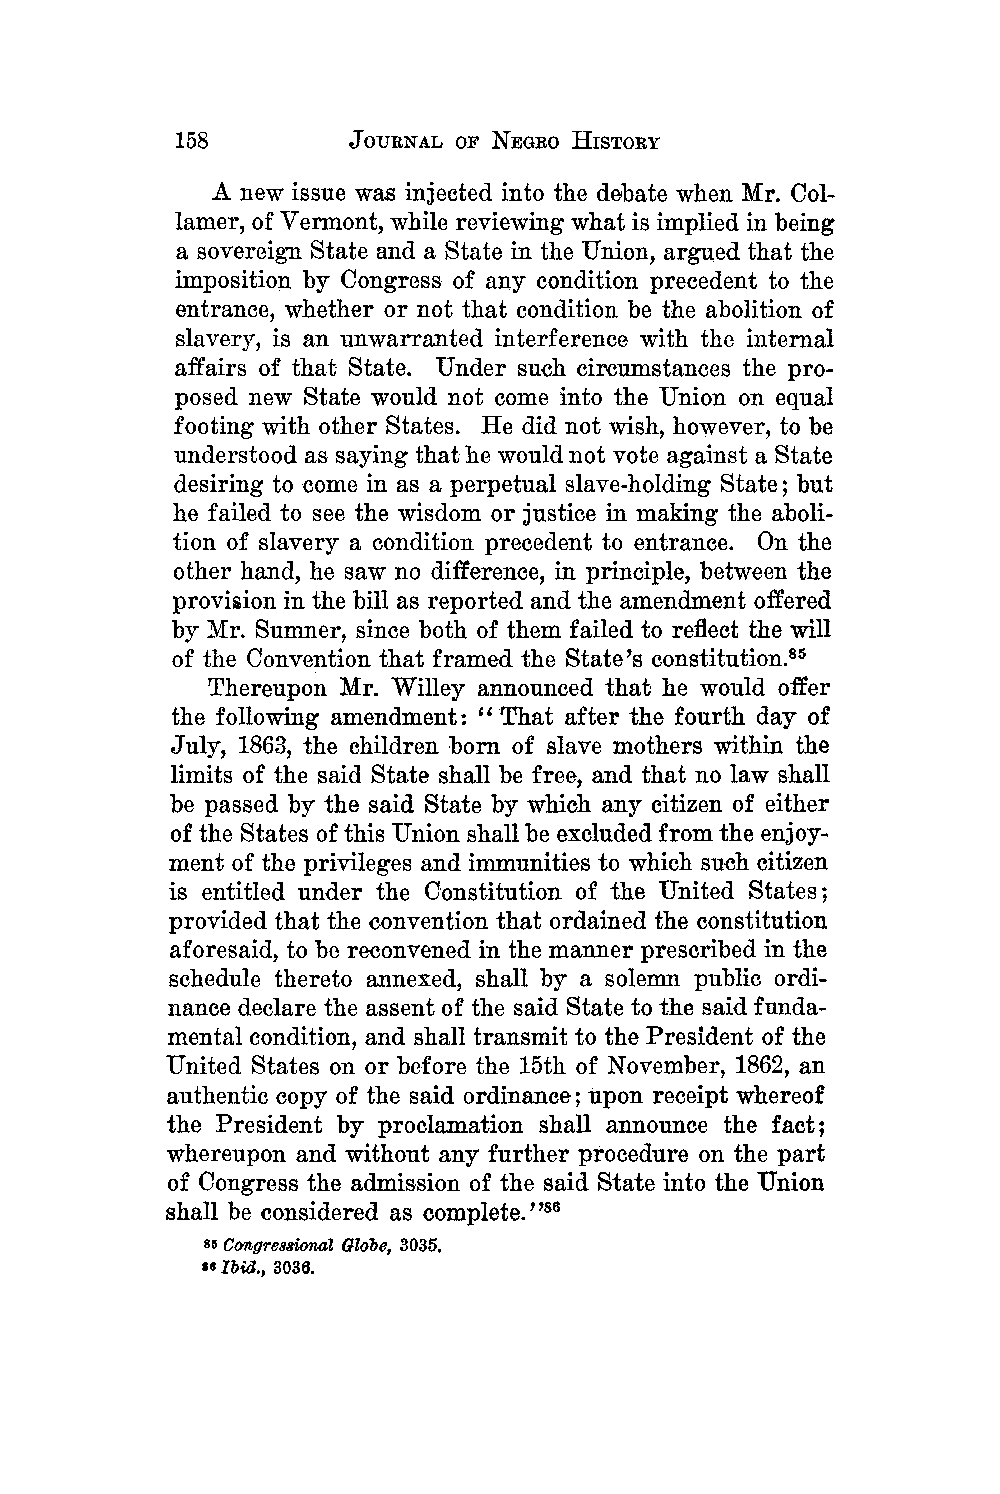 158 JOURNAL OF NEGRO HISTORY
A new issue was injected into the debate when Mr. Col-
lamer, of Vermont, while reviewing what is implied in being
a sovereign State and a State in the Union, argued that the
imposition by Congress of any condition precedent to the
entrance, whether or not that condition be the abolition of
slavery, is an unwarranted interference with the internal
affairs of that State. Under such circumstances the pro-
posed new State would not come into the Union on equal
footing with other States. He did not wish, however, to be
understood as saying that he would not vote against a State
desiring to come in as a perpetual slave-holding State; but
he failed to see the wisdom or justice in making the aboli-
tion of slavery a condition precedent to entrance. On the
other hand, he saw no difference, in principle, between the
provision in the bill as reported and the amendment offered
by Mr. Sumner, since both of them failed to reflect the will
of the Convention that framed the State's constitution.85
Thereupon Mr. Willey announced that he would offer
the following amendment: "That after the fourth day of
July, 1863, the children born of slave mothers within the
limits of the said State shall be free, and that no law shall
be passed by the said State by which any citizen of either
of the States of this Union shall be excluded from the enjoy-
ment of the privileges and immunities to which such citizen
is entitled under the Constitution of the United States;
provided that the convention that ordained the constitution
aforesaid, to be reconvened in the manner prescribed in the
schedule thereto annexed, shall by a solemn public ordi-
nance declare the assent of the said State to the said funda-
mental condition, and shall transmit to the President of the
United States on or before the 15th of November, 1862, an
authentic copy of the said ordinance; upon receipt whereof
the President by proclamation shall announce the fact;
whereupon and without any further procedure on the part
of Congress the admission of the said State into the Union
shall be considered as complete."86
85 Congressional Globe, 3035.
86 Ibid., 3036.